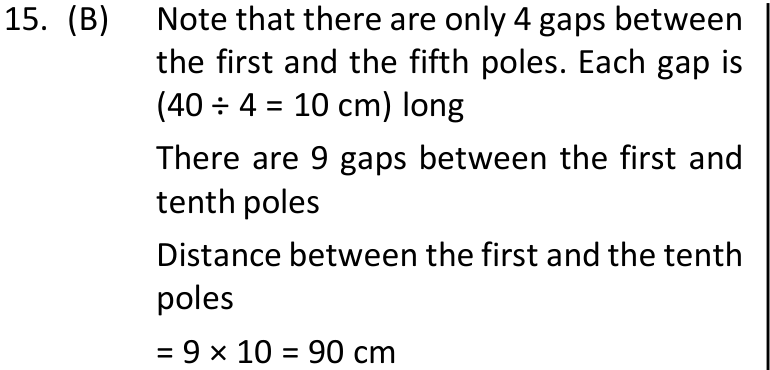 15. (B) Note that there are only 4 gaps between
the first and the fifth poles. Each gap is
(40 ÷ 4 = 10 cm) long
There are 9 gaps between the first and
tenth poles
Distance between the first and the tenth
poles
= 9 × 10 = 90 cm